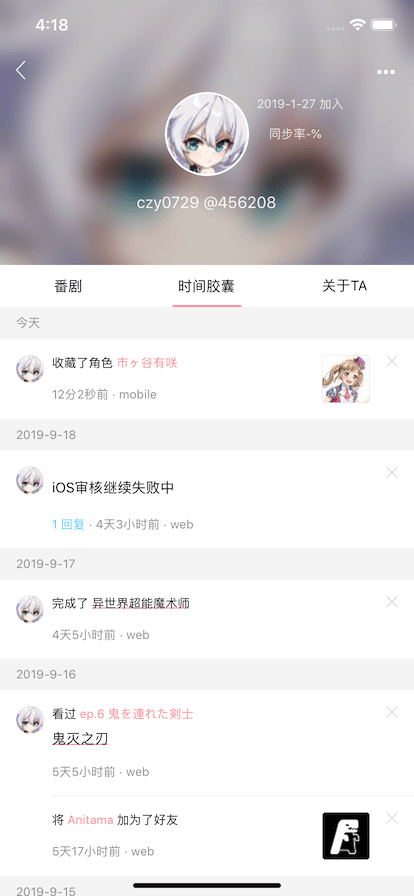 4:18
2019-1-27 加入
同步率-%
czy0729 @456208
番剧 时间胶囊 关于TA
今天
收藏了角色 市ヶ谷有咲
12分2秒前 · mobile
2019-9-18
iOS审核继续失败中
1 回复 · 4天3小时前 · web
2019-9-17
完成了 异世界超能魔术师
4天5小时前 · web
2019-9-16
看过 ep.6 鬼を連れた剣士
鬼灭之刃
5天5小时前 · web
将 Anitama 加为了好友
5天17小时前 · web
2019-9-15